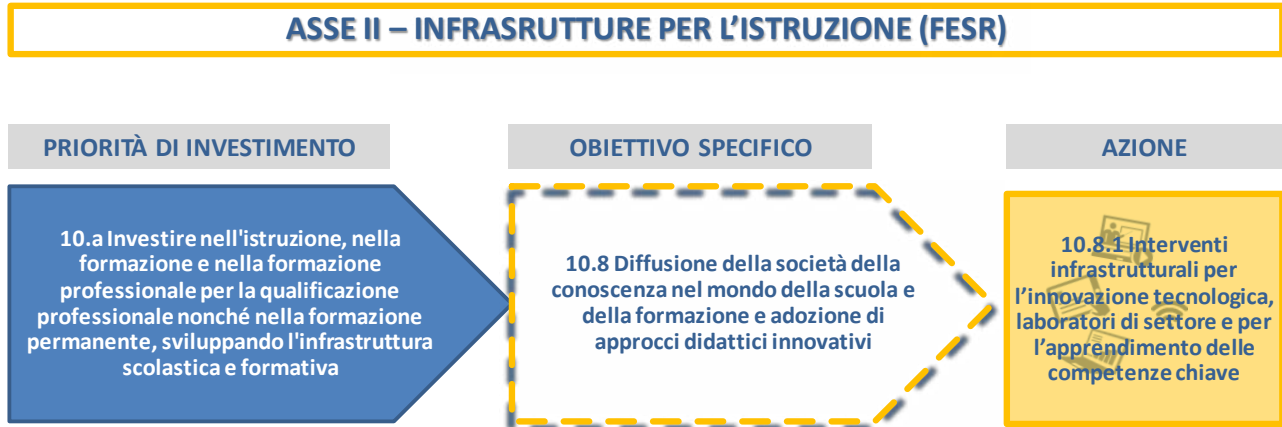 ASSE II – INFRASRUTTURE PER L'ISTRUZIONE (FESR)
PRIORITÀ DI INVESTIMENTO
10.a Investire nell'istruzione, nella
formazione e nella formazione
professionale per la qualificazione
professionale nonché nella formazione
permanente, sviluppando l'infrastruttura
scolastica e formativa
OBIETTIVO SPECIFICO
10.8 Diffusione della società della
conoscenza nel mondo della scuola e
della formazione e adozione di
approcci didattici innovativi
AZIONE
10.8.1 Interventi
infrastrutturali per
l'innovazione tecnologica,
laboratori di settore e per
l'apprendimento delle
competenze chiave